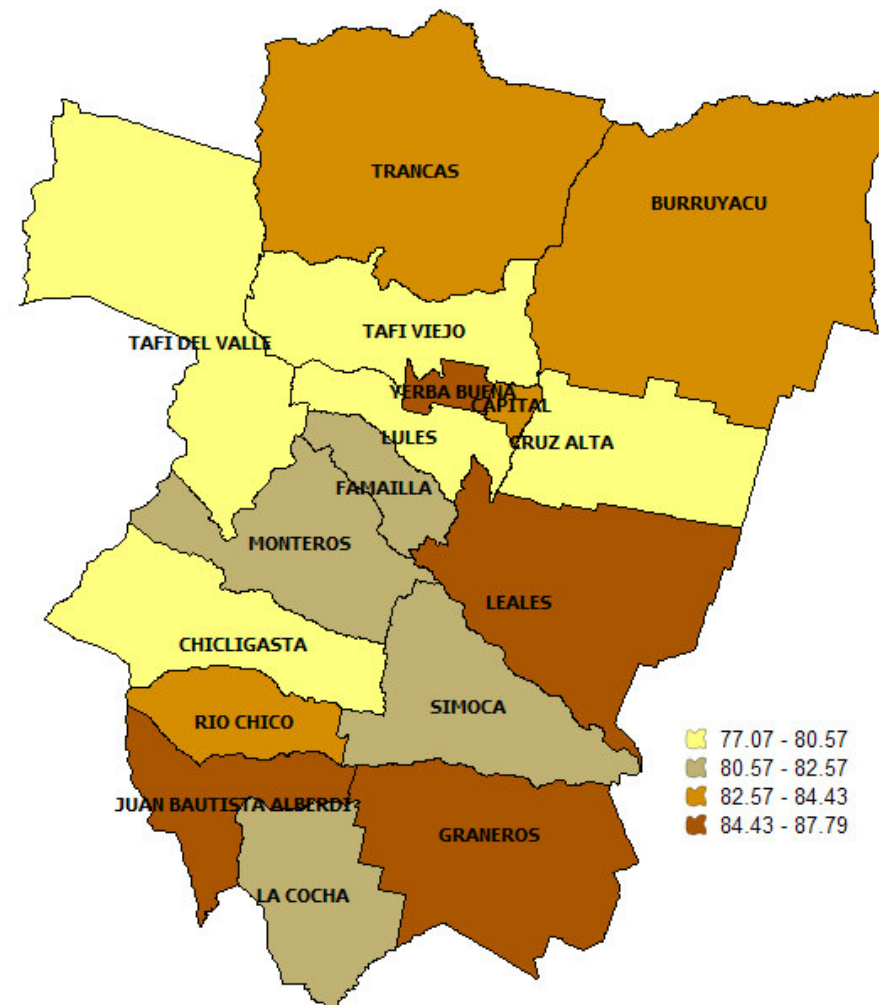 TRANCAS
BURRUYACU
TAFI VIEJO
TAFI DEL VALLE
YERBA BUENA
CAPITAL
LULES
CRUZ ALTA
FAMAILLA
MONTEROS
LEALES
CHICLIGASTA
SIMOCA
RIO CHICO
77.07 - 80.57
80.57 - 82.57
82.57 - 84.43
84.43 - 87.79
JUAN BAUTISTA ALBERDI
GRANEROS
LA COCHA